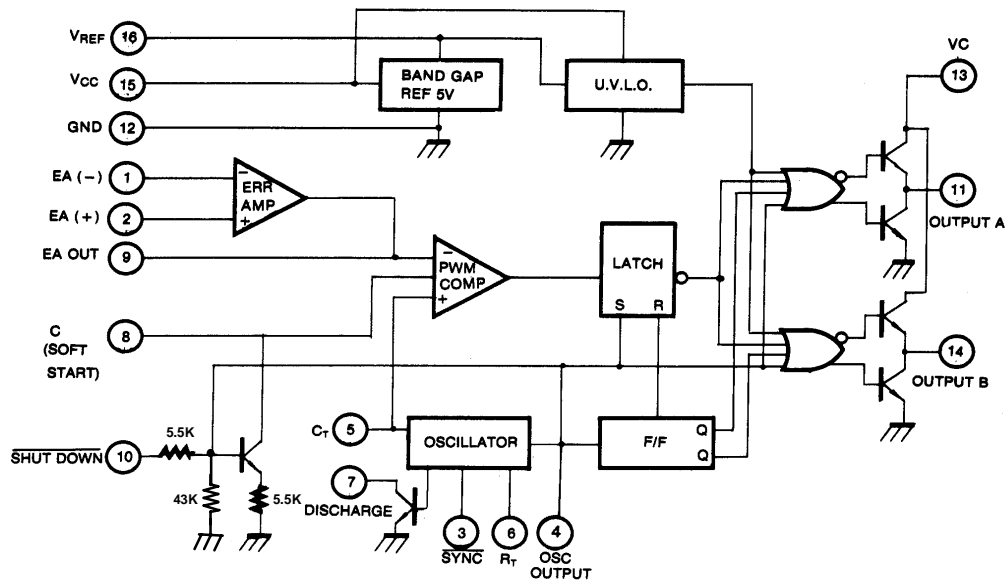 VREF 16
VCC 15
GND 12
BAND GAP
REF 5V
U.V.L.O.
VC
13
EA (−) 1
EA (+) 2
EA OUT 9
−
ERR
AMP
+
−
PWM
COMP
+
LATCH
S R
11
OUTPUT A
C
(SOFT
START)
8
14
OUTPUT B
SHUT DOWN 10
5.5K
43K
5.5K
CT 5
OSCILLATOR
F/F
Q
Q
7
DISCHARGE
3
SYNC
6
RT
4
OSC
OUTPUT